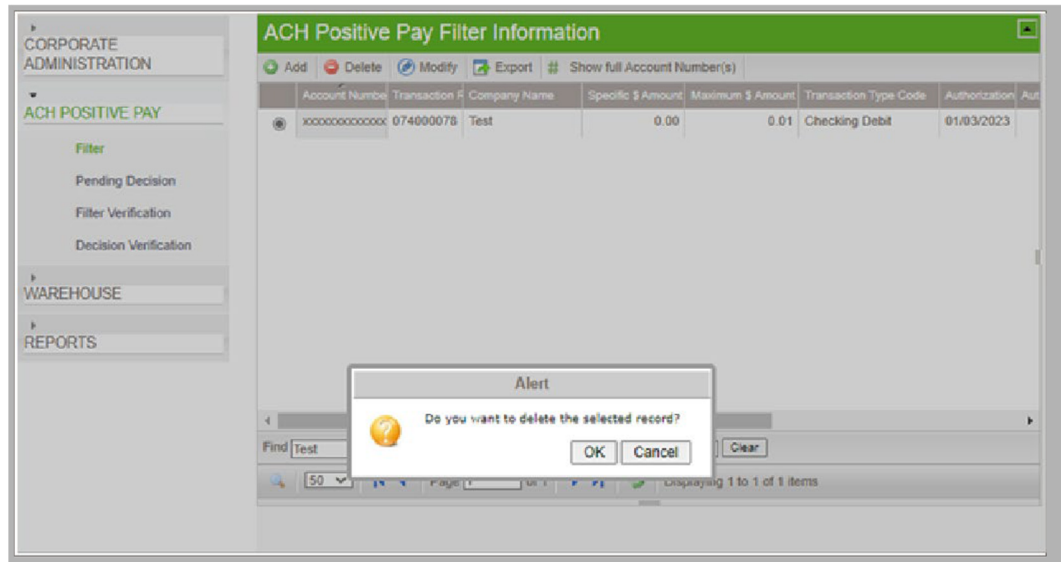 CORPORATE
ADMINISTRATION
ACH POSITIVE PAY
Filter
Pending Decision
Filter Verification
Decision Verification
WAREHOUSE
REPORTS
ACH Positive Pay Filter Information
Add Delete Modify Export # Show full Account Number(s)
Account Numbe Transaction Company Name Specific $ Amount Maximum $ Amount Transaction Type Code Authorization Aut
xxxxxxxxxxxxx 074000078 Test 0.00 0.01 Checking Debit 01/03/2023
Alert
Do you want to delete the selected record?
OK Cancel
Find Test Clear
50 Page of 1 Displaying 1 to 1 of 1 items